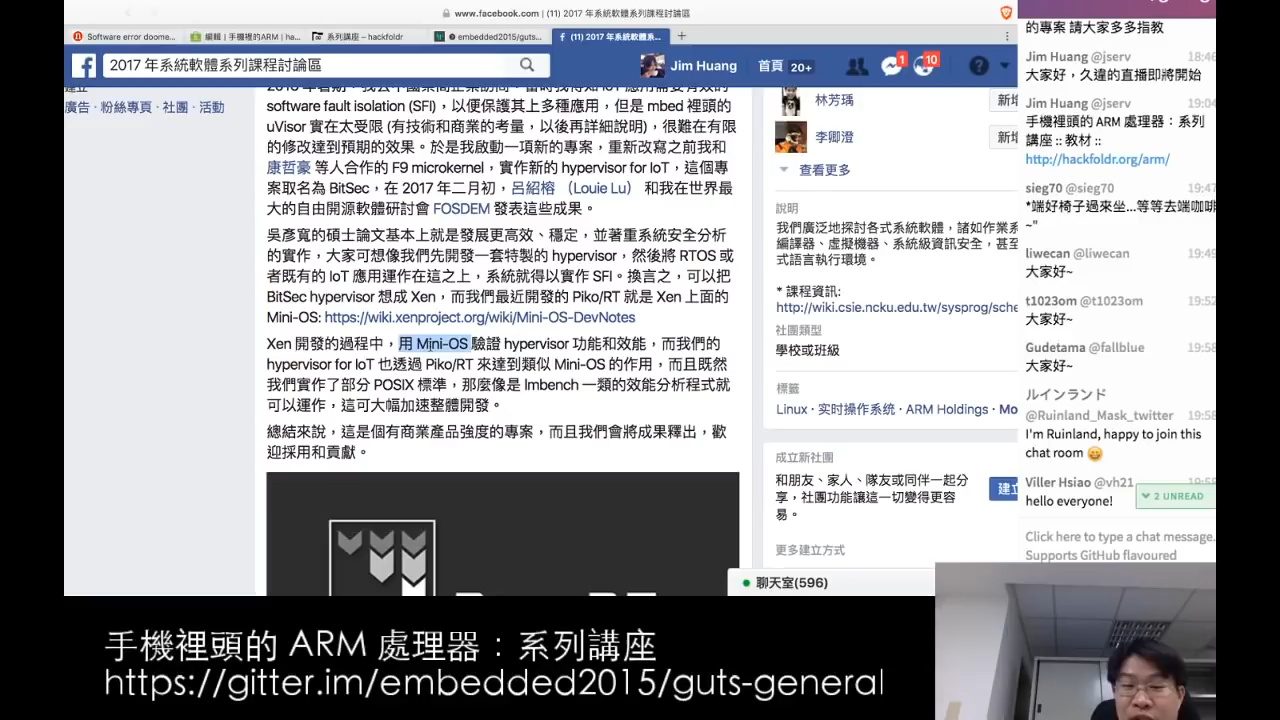 www.facebook.com | (11) 2017 年系統軟體系列課程討論區
Software error doome...
編輯 | 手機裡的ARM | ha...
系列講座 – hackfoldr
embedded2015/guts...
(11) 2017 年系統軟體系...
2017 年系統軟體系列課程討論區
Jim Huang
首頁 20+
1
10
廣告 · 粉絲專頁 · 社團 · 活動
software fault isolation (SFI)，以便保護其上多種應用，但是 mbed 裡頭的
uVisor 實在太受限 (有技術和商業的考量，以後再詳細說明)，很難在有限
的修改達到預期的效果。於是我啟動一項新的專案，重新改寫之前我和
康哲豪 等人合作的 F9 microkernel，實作新的 hypervisor for IoT，這個專
案取名為 BitSec，在 2017 年二月初，呂紹榕 （Louie Lu） 和我在世界最
大的自由開源軟體研討會 FOSDEM 發表這些成果。
吳彥寬的碩士論文基本上就是發展更高效、穩定，並著重系統安全分析
的實作，大家可想像我們先開發一套特製的 hypervisor，然後將 RTOS 或
者既有的 IoT 應用運作在這之上，系統就得以實作 SFI。換言之，可以把
BitSec hypervisor 想成 Xen，而我們最近開發的 Piko/RT 就是 Xen 上面的
Mini-OS: https://wiki.xenproject.org/wiki/Mini-OS-DevNotes
Xen 開發的過程中，用 Mini-OS 驗證 hypervisor 功能和效能，而我們的
hypervisor for IoT 也透過 Piko/RT 來達到類似 Mini-OS 的作用，而且既然
我們實作了部分 POSIX 標準，那麼像是 lmbench 一類的效能分析程式就
可以運作，這可大幅加速整體開發。
總結來說，這是個有商業產品強度的專案，而且我們會將成果釋出，歡
迎採用和貢獻。
林芳瑀
新增
李卿澄
新增
查看更多
說明
我們廣泛地探討各式系統軟體，諸如作業系
編譯器、虛擬機器、系統級資訊安全，甚至
式語言執行環境。
* 課程資訊:
http://wiki.csie.ncku.edu.tw/sysprog/sche
社團類型
學校或班級
標籤
Linux · 实时操作系统 · ARM Holdings · Mo
成立新社團
和朋友、家人、隊友或同伴一起分
享，社團功能讓這一切變得更容
易。
建立
更多建立方式
聊天室(596)
的專案 請大家多多指教
Jim Huang @jserv 18:46
大家好，久違的直播即將開始
Jim Huang @jserv 19:04
手機裡頭的 ARM 處理器：系列
講座 :: 教材 ::
http://hackfoldr.org/arm/
sieg70 @sieg70 19:47
*端好椅子過來坐...等等去端咖啡
~"
liwecan @liwecan 19:49
大家好~
t1023om @t1023om 19:52
大家好~
Gudetama @fallblue 19:58
大家好~
ルインランド
@Ruinland_Mask_twitter 19:58
I'm Ruinland, happy to join this
chat room
Viller Hsiao @vh21
hello everyone!
2 UNREAD
Click here to type a chat message.
Supports GitHub flavoured
手機裡頭的 ARM 處理器：系列講座
https://gitter.im/embedded2015/guts-general